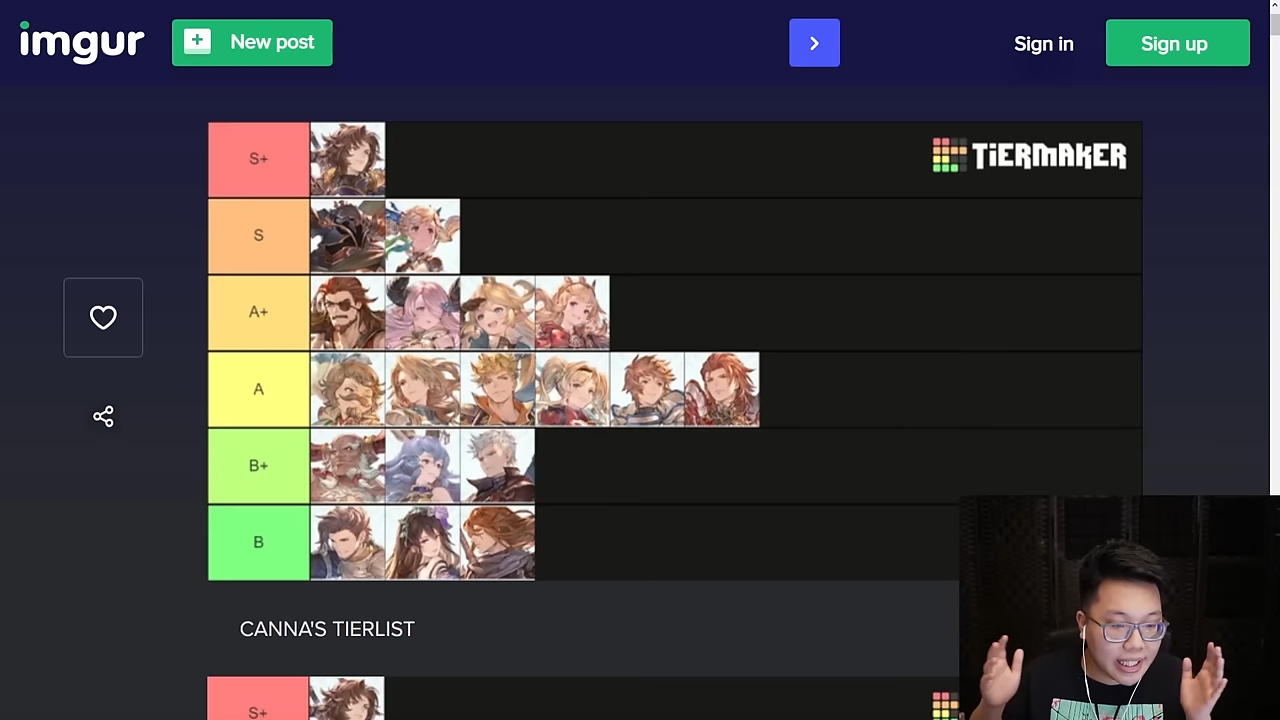 imgur
New post
Sign in
Sign up
S+
TiERMAKER
S
A+
A
B+
B
CANNA'S TIERLIST
S+